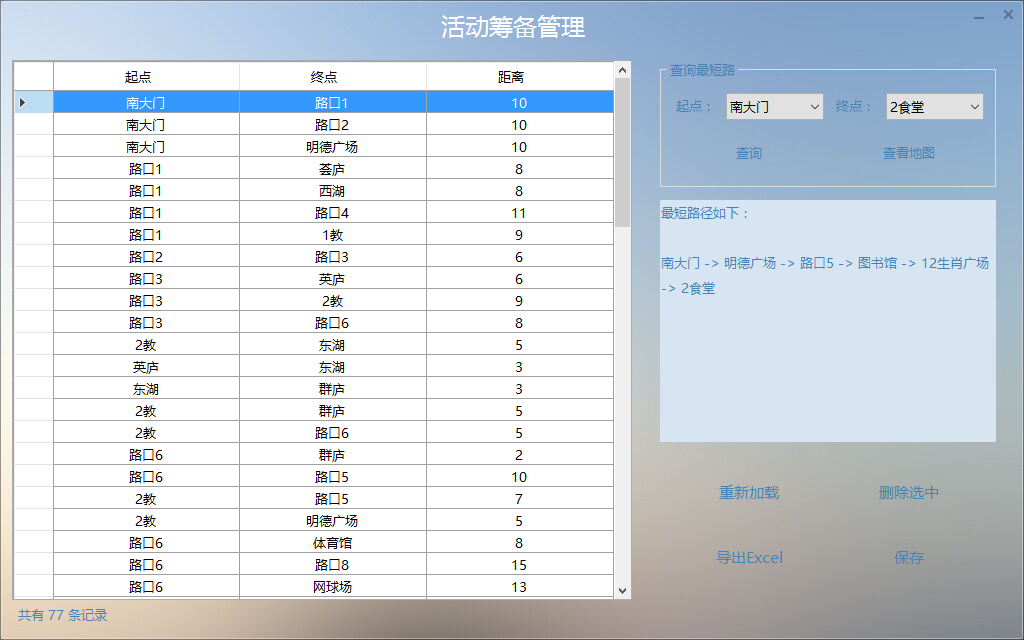 活动筹备管理
起点 终点 距离
南大门 路口1 10
南大门 路口2 10
南大门 明德广场 10
路口1 荟庐 8
路口1 西湖 8
路口1 路口4 11
路口1 1教 9
路口2 路口3 6
路口3 英庐 6
路口3 2教 9
路口3 路口6 8
2教 东湖 5
英庐 东湖 3
东湖 群庐 3
2教 群庐 5
2教 路口6 5
路口6 群庐 2
路口6 路口5 10
2教 路口5 7
2教 明德广场 5
路口6 体育馆 8
路口6 路口8 15
路口6 网球场 13
共有 77 条记录
查询最短路
起点： 南大门 终点： 2食堂
查询 查看地图
最短路径如下：
南大门 -> 明德广场 -> 路口5 -> 图书馆 -> 12生肖广场
-> 2食堂
重新加载 删除选中
导出Excel 保存